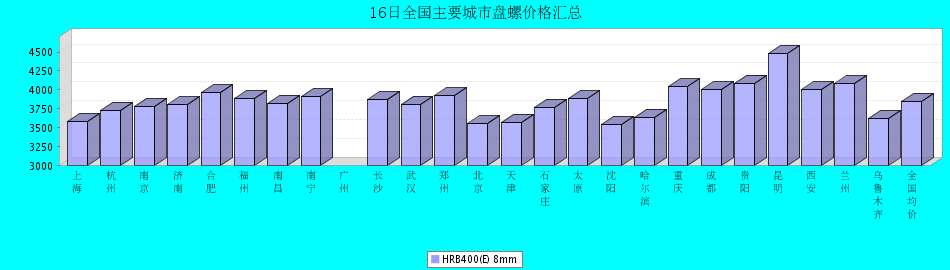 16日全国主要城市盘螺价格汇总
4500
4250
4000
3750
3500
3250
3000
上海
杭州
南京
济南
合肥
福州
南昌
南宁
广州
长沙
武汉
郑州
北京
天津
石家庄
太原
沈阳
哈尔滨
重庆
成都
贵阳
昆明
西安
兰州
乌鲁木齐
全国均价
HRB400(E) 8mm